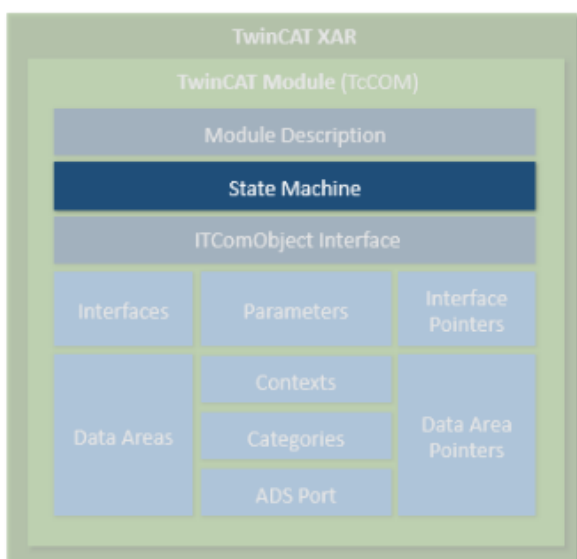 TwinCAT XAR
TwinCAT Module (TcCOM)
Module Description
State Machine
ITComObject Interface
Interfaces
Parameters
Interface
Pointers
Data Areas
Contexts
Categories
ADS Port
Data Area
Pointers